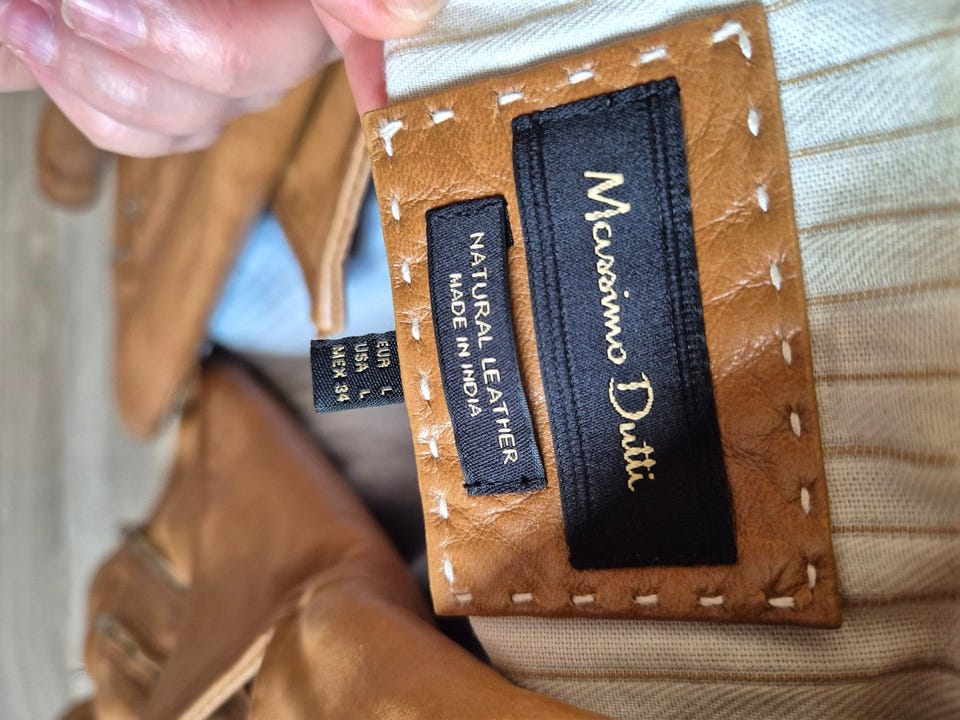 Massimo Dutti
NATURAL LEATHER
MADE IN INDIA
EUR L
USA L
MEX 34